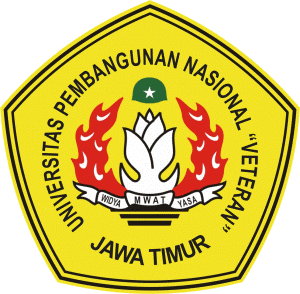 UNIVERSITAS PEMBANGUNAN NASIONAL "VETERAN"
WIDYA MWAT YASA
JAWA TIMUR